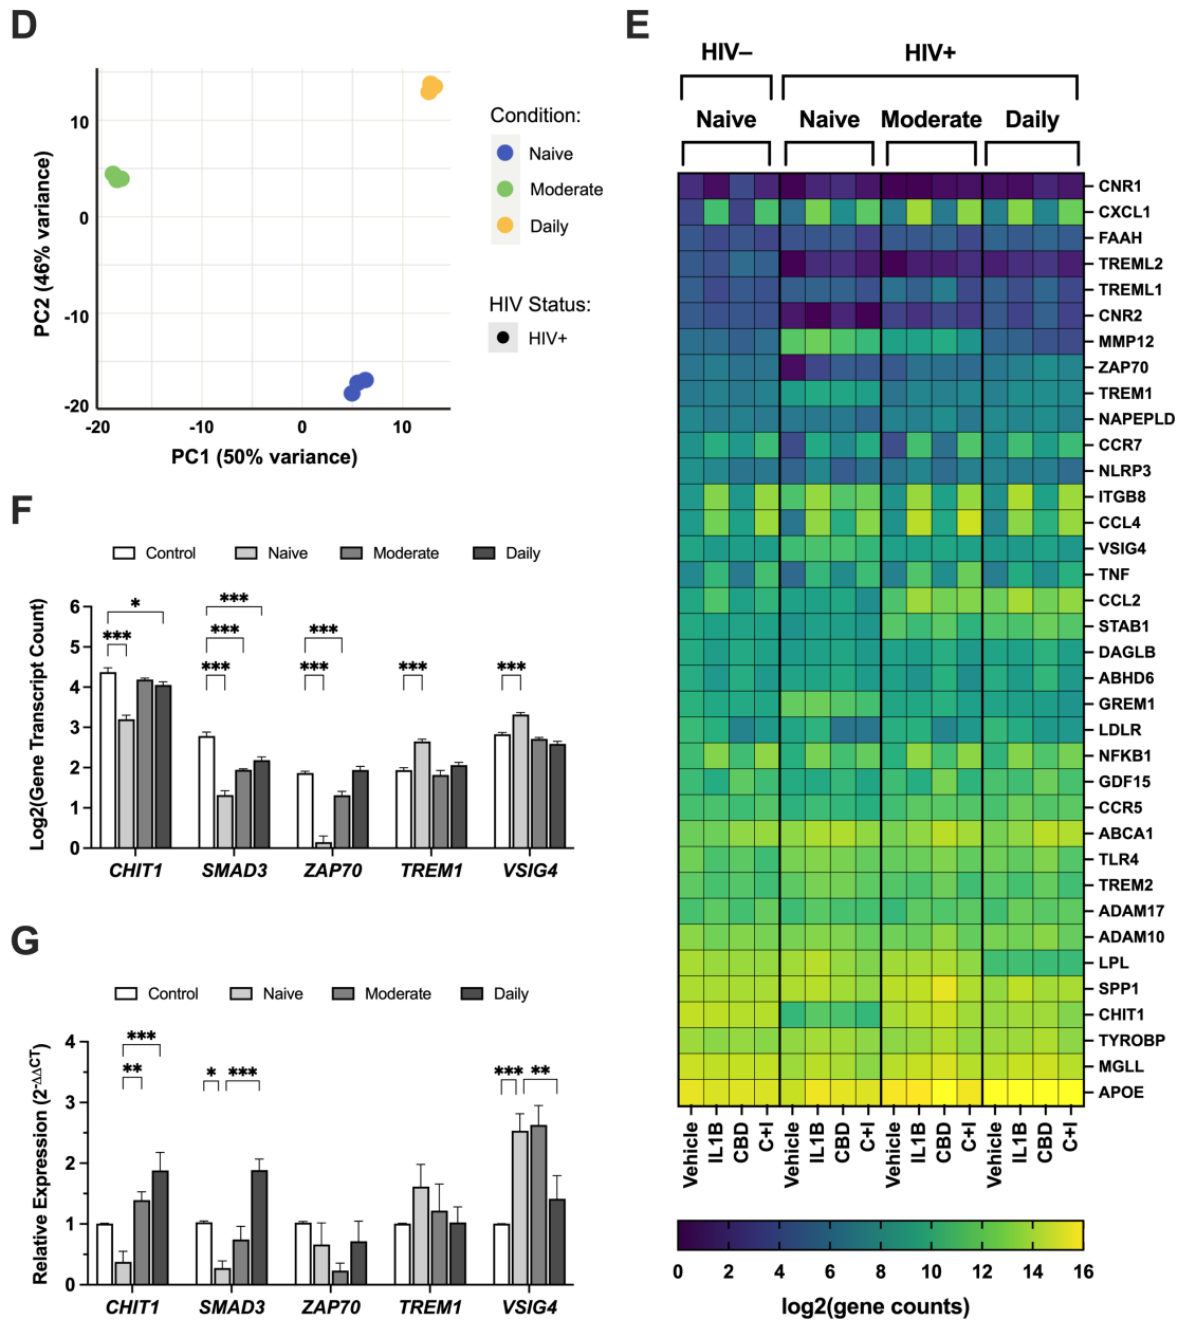 D
10
0
-10
-20
-20
-10
0
10
PC2 (46% variance)
PC1 (50% variance)
Condition:
Naive
Moderate
Daily
HIV Status:
HIV+
E
HIV–
HIV+
Naive
Naive
Moderate
Daily
CNR1
CXCL1
FAAH
TREML2
TREML1
CNR2
MMP12
ZAP70
TREM1
NAPEPLD
CCR7
NLRP3
ITGB8
CCL4
VSIG4
TNF
CCL2
STAB1
DAGLB
ABHD6
GREM1
LDLR
NFKB1
GDF15
CCR5
ABCA1
TLR4
TREM2
ADAM17
ADAM10
LPL
SPP1
CHIT1
TYROBP
MGLL
APOE
Vehicle
IL1B
CBD
C+I
Vehicle
IL1B
CBD
C+I
Vehicle
IL1B
CBD
C+I
Vehicle
IL1B
CBD
C+I
0 2 4 6 8 10 12 14 16
log2(gene counts)
F
Control Naive Moderate Daily
Log2(Gene Transcript Count)
6
5
4
3
2
1
0
*
***
***
***
***
***
***
***
***
CHIT1 SMAD3 ZAP70 TREM1 VSIG4
G
Control Naive Moderate Daily
Relative Expression (2-ΔΔCT)
4
3
2
1
0
***
**
* ***
*** **
CHIT1 SMAD3 ZAP70 TREM1 VSIG4